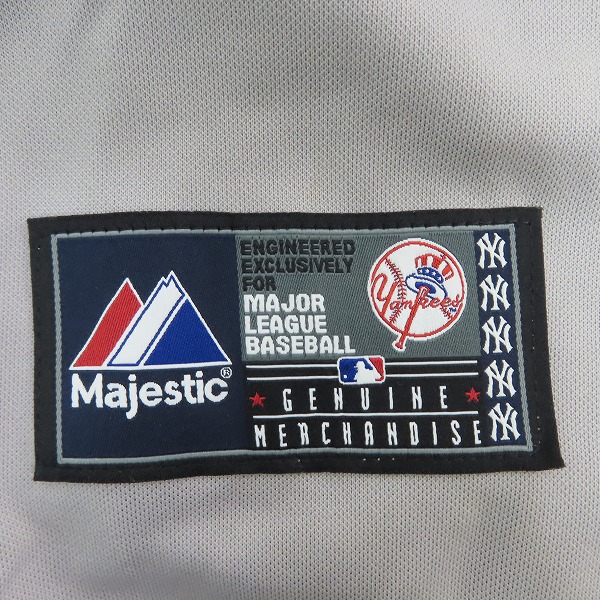 Majestic®
ENGINEERED
EXCLUSIVELY
FOR
MAJOR
LEAGUE
BASEBALL
Yankees
GENUINE
MERCHANDISE
NY
NY
NY
NY
NY